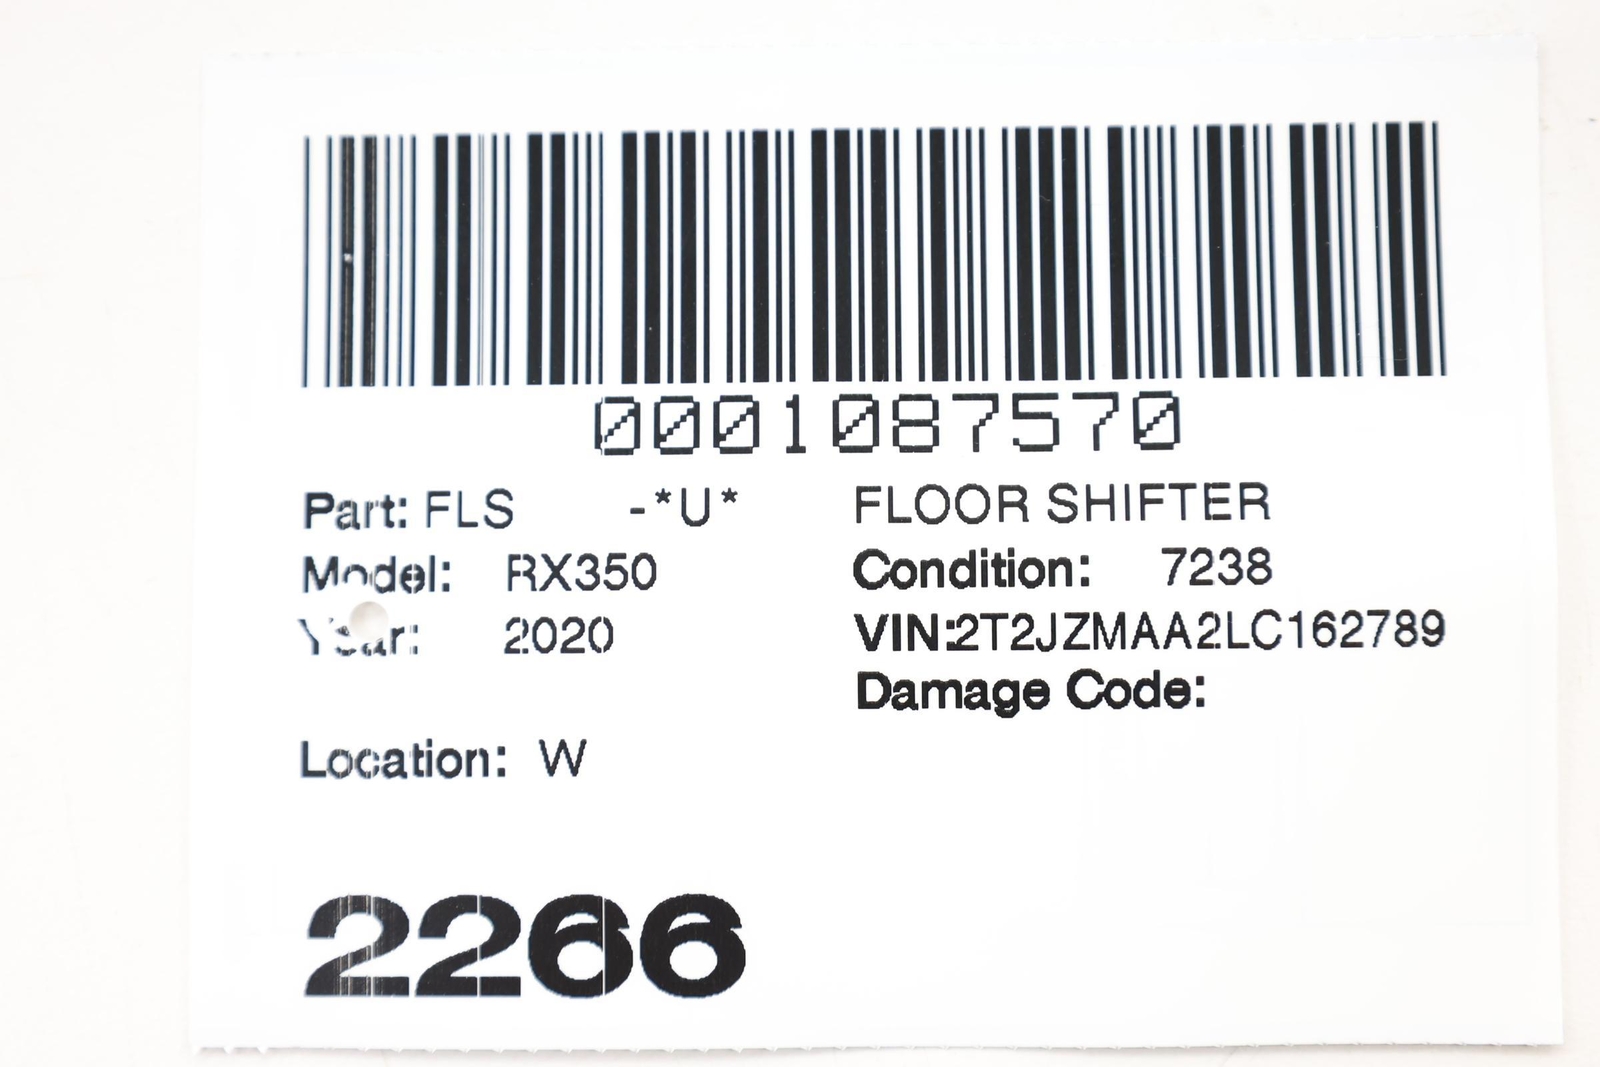 0001087570
Part: FLS -*U* FLOOR SHIFTER
Model: RX350 Condition: 7238
Year: 2020 VIN:2T2JZMAA2LC162789
Damage Code:
Location: W
2266